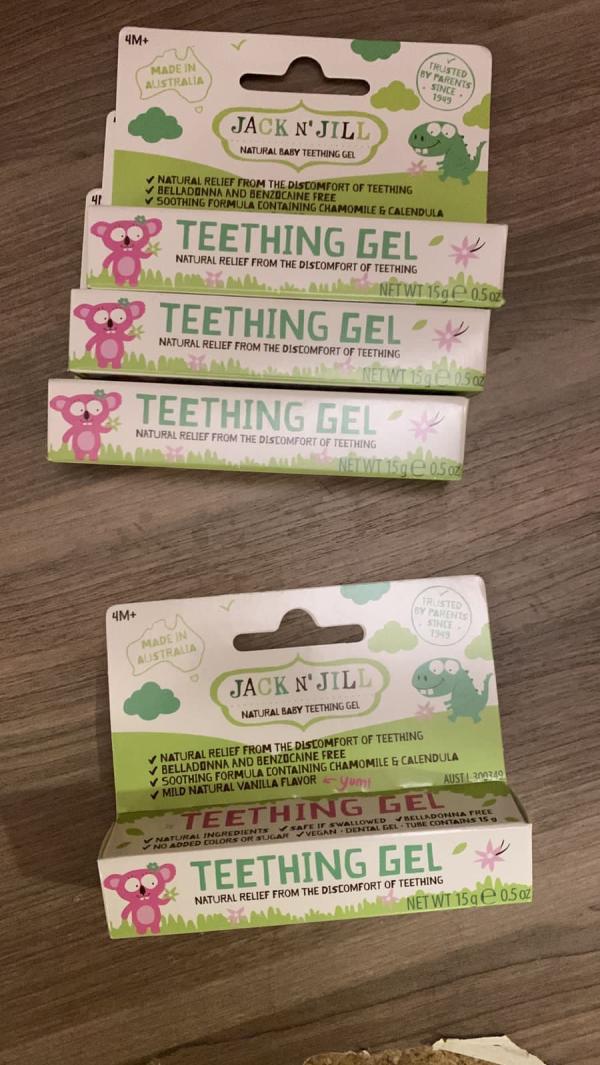 4M+
MADE IN
AUSTRALIA
TRUSTED
BY PARENTS
SINCE
1949
JACK N' JILL
NATURAL BABY TEETHING GEL
✓ NATURAL RELIEF FROM THE DISCOMFORT OF TEETHING
✓ BELLADONNA AND BENZOCAINE FREE
✓ SOOTHING FORMULA CONTAINING CHAMOMILE & CALENDULA
TEETHING GEL
NATURAL RELIEF FROM THE DISCOMFORT OF TEETHING
NET WT 15g ℮ 0.5 oz
TEETHING GEL
NATURAL RELIEF FROM THE DISCOMFORT OF TEETHING
NET WT 15g ℮ 0.5 oz
TEETHING GEL
NATURAL RELIEF FROM THE DISCOMFORT OF TEETHING
NET WT 15g ℮ 0.5 oz
4M+
MADE IN
AUSTRALIA
TRUSTED
BY PARENTS
SINCE
1949
JACK N' JILL
NATURAL BABY TEETHING GEL
✓ NATURAL RELIEF FROM THE DISCOMFORT OF TEETHING
✓ BELLADONNA AND BENZOCAINE FREE
✓ SOOTHING FORMULA CONTAINING CHAMOMILE & CALENDULA
✓ MILD NATURAL VANILLA FLAVOR ← yum!
AUST L 300349
TEETHING GEL
✓ NATURAL INGREDIENTS ✓ SAFE IF SWALLOWED ✓ BELLADONNA FREE
✓ NO ADDED COLORS OR SUGAR ✓ VEGAN · DENTAL GEL · TUBE CONTAINS 15 g
TEETHING GEL
NATURAL RELIEF FROM THE DISCOMFORT OF TEETHING
NET WT 15g ℮ 0.5 oz